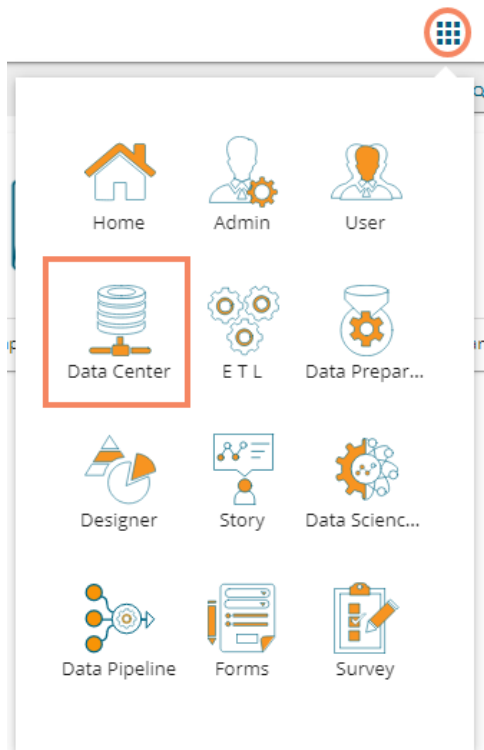 Home Admin User
Data Center E T L Data Prepar...
Designer Story Data Scienc...
Data Pipeline Forms Survey